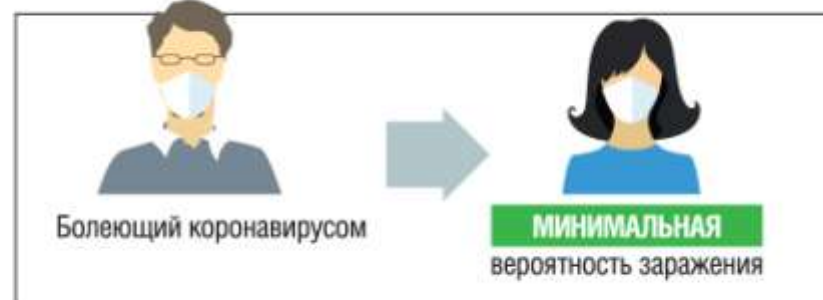 Болеющий коронавирусом
МИНИМАЛЬНАЯ
вероятность заражения